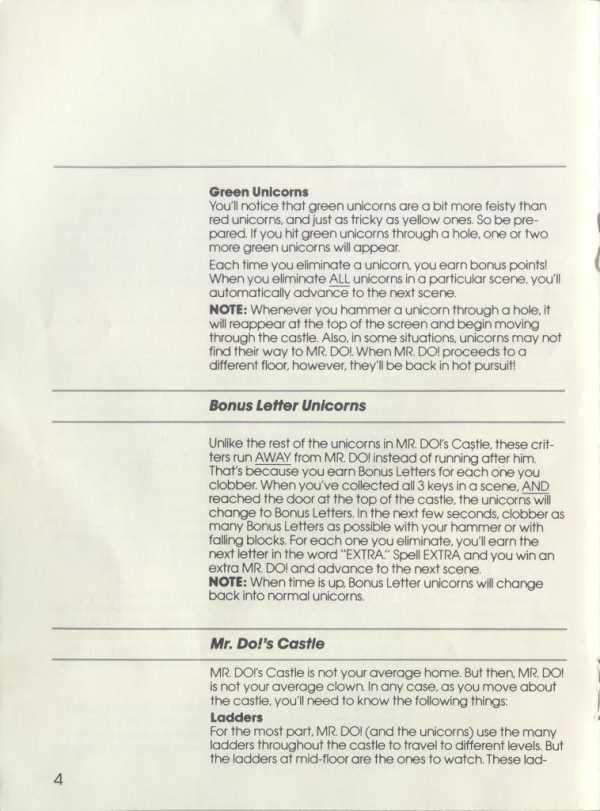 Green Unicorns
You'll notice that green unicorns are a bit more feisty than
red unicorns, and just as tricky as yellow ones. So be pre-
pared. If you hit green unicorns through a hole, one or two
more green unicorns will appear.
Each time you eliminate a unicorn, you earn bonus points!
When you eliminate ALL unicorns in a particular scene, you'll
automatically advance to the next scene.
NOTE: Whenever you hammer a unicorn through a hole, it
will reappear at the top of the screen and begin moving
through the castle. Also, in some situations, unicorns may not
find their way to MR. DO!. When MR. DO! proceeds to a
different floor, however, they'll be back in hot pursuit!
Bonus Letter Unicorns
Unlike the rest of the unicorns in MR. DO!'s Castle, these crit-
ters run AWAY from MR. DO! instead of running after him.
That's because you earn Bonus Letters for each one you
clobber. When you've collected all 3 keys in a scene, AND
reached the door at the top of the castle, the unicorns will
change to Bonus Letters. In the next few seconds, clobber as
many Bonus Letters as possible with your hammer or with
falling blocks. For each one you eliminate, you'll earn the
next letter in the word "EXTRA." Spell EXTRA and you win an
extra MR. DO! and advance to the next scene.
NOTE: When time is up, Bonus Letter unicorns will change
back into normal unicorns.
Mr. Do!'s Castle
MR. DO!'s Castle is not your average home. But then, MR. DO!
is not your average clown. In any case, as you move about
the castle, you'll need to know the following things:
Ladders
For the most part, MR. DO! (and the unicorns) use the many
ladders throughout the castle to travel to different levels. But
the ladders at mid-floor are the ones to watch. These lad-
4